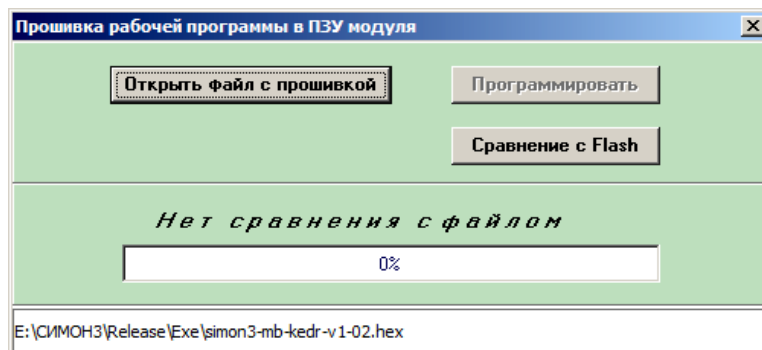 Прошивка рабочей программы в ПЗУ модуля
Открыть файл с прошивкой
Программировать
Сравнение с Flash
Нет сравнения с файлом
0%
E:\СИМОН3\Release\Exe\simon3-mb-kedr-v1-02.hex